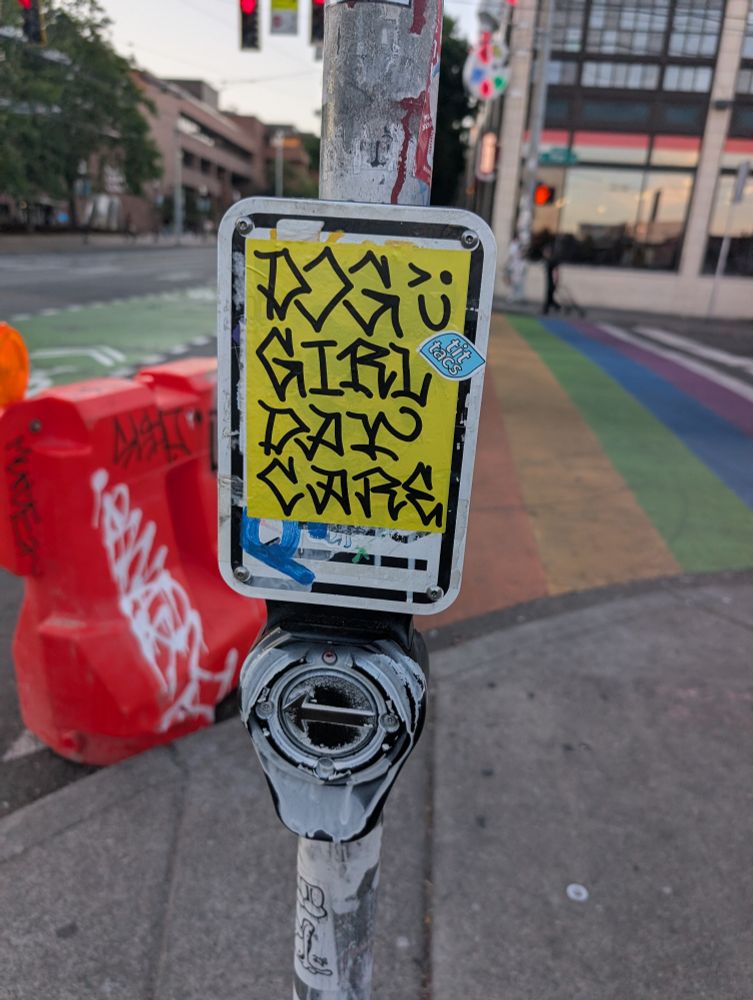 DOG :)
GIRL
tit
tacs
DAY
CARE